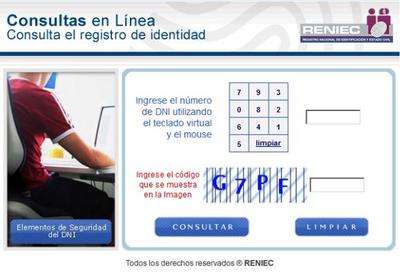 Consultas en Línea
Consulta el registro de identidad
RENIEC
REGISTRO NACIONAL DE IDENTIFICACIÓN Y ESTADO CIVIL
Ingrese el número
de DNI utilizando
el teclado virtual
y el mouse
7 9 3
0 8 2
6 4 1
5 limpiar
Ingrese el código
que se muestra
en la Imagen
G7PF
CONSULTAR
LIMPIAR
Elementos de Seguridad
del DNI
Todos los derechos reservados ® RENIEC